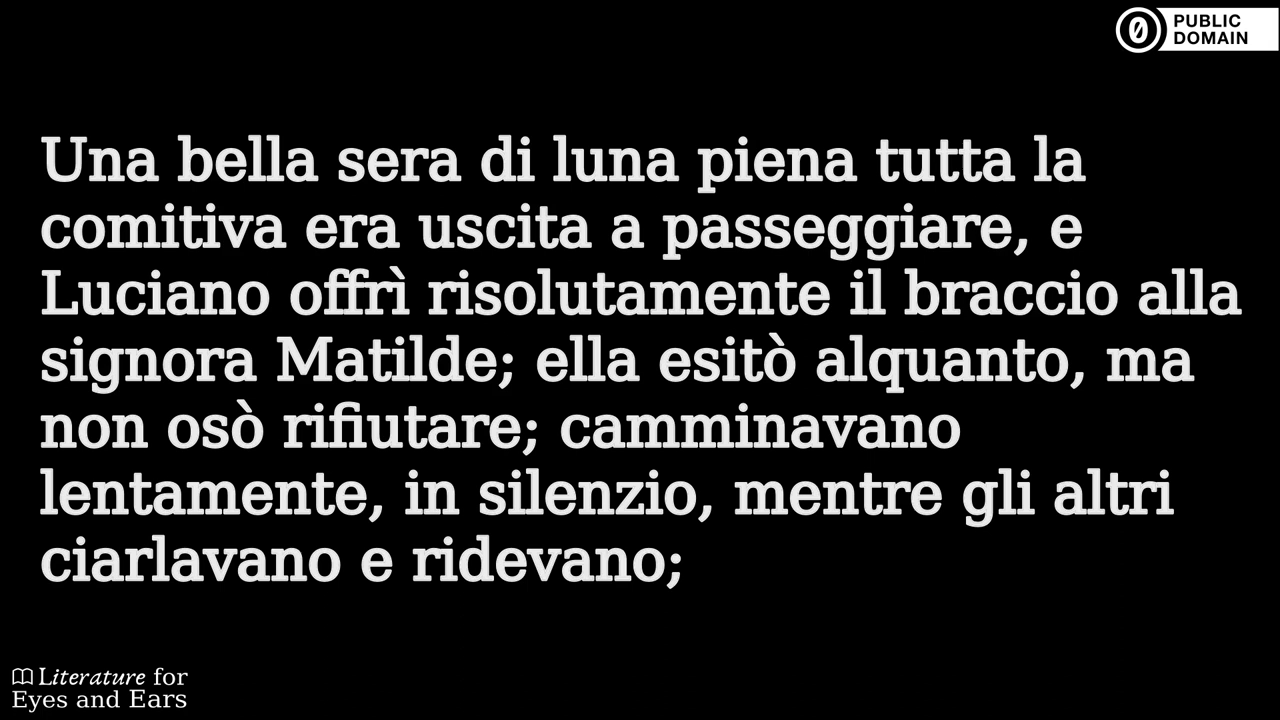 PUBLIC
DOMAIN
Una bella sera di luna piena tutta la
comitiva era uscita a passeggiare, e
Luciano offrì risolutamente il braccio alla
signora Matilde; ella esitò alquanto, ma
non osò rifiutare; camminavano
lentamente, in silenzio, mentre gli altri
ciarlavano e ridevano;
Literature for
Eyes and Ears